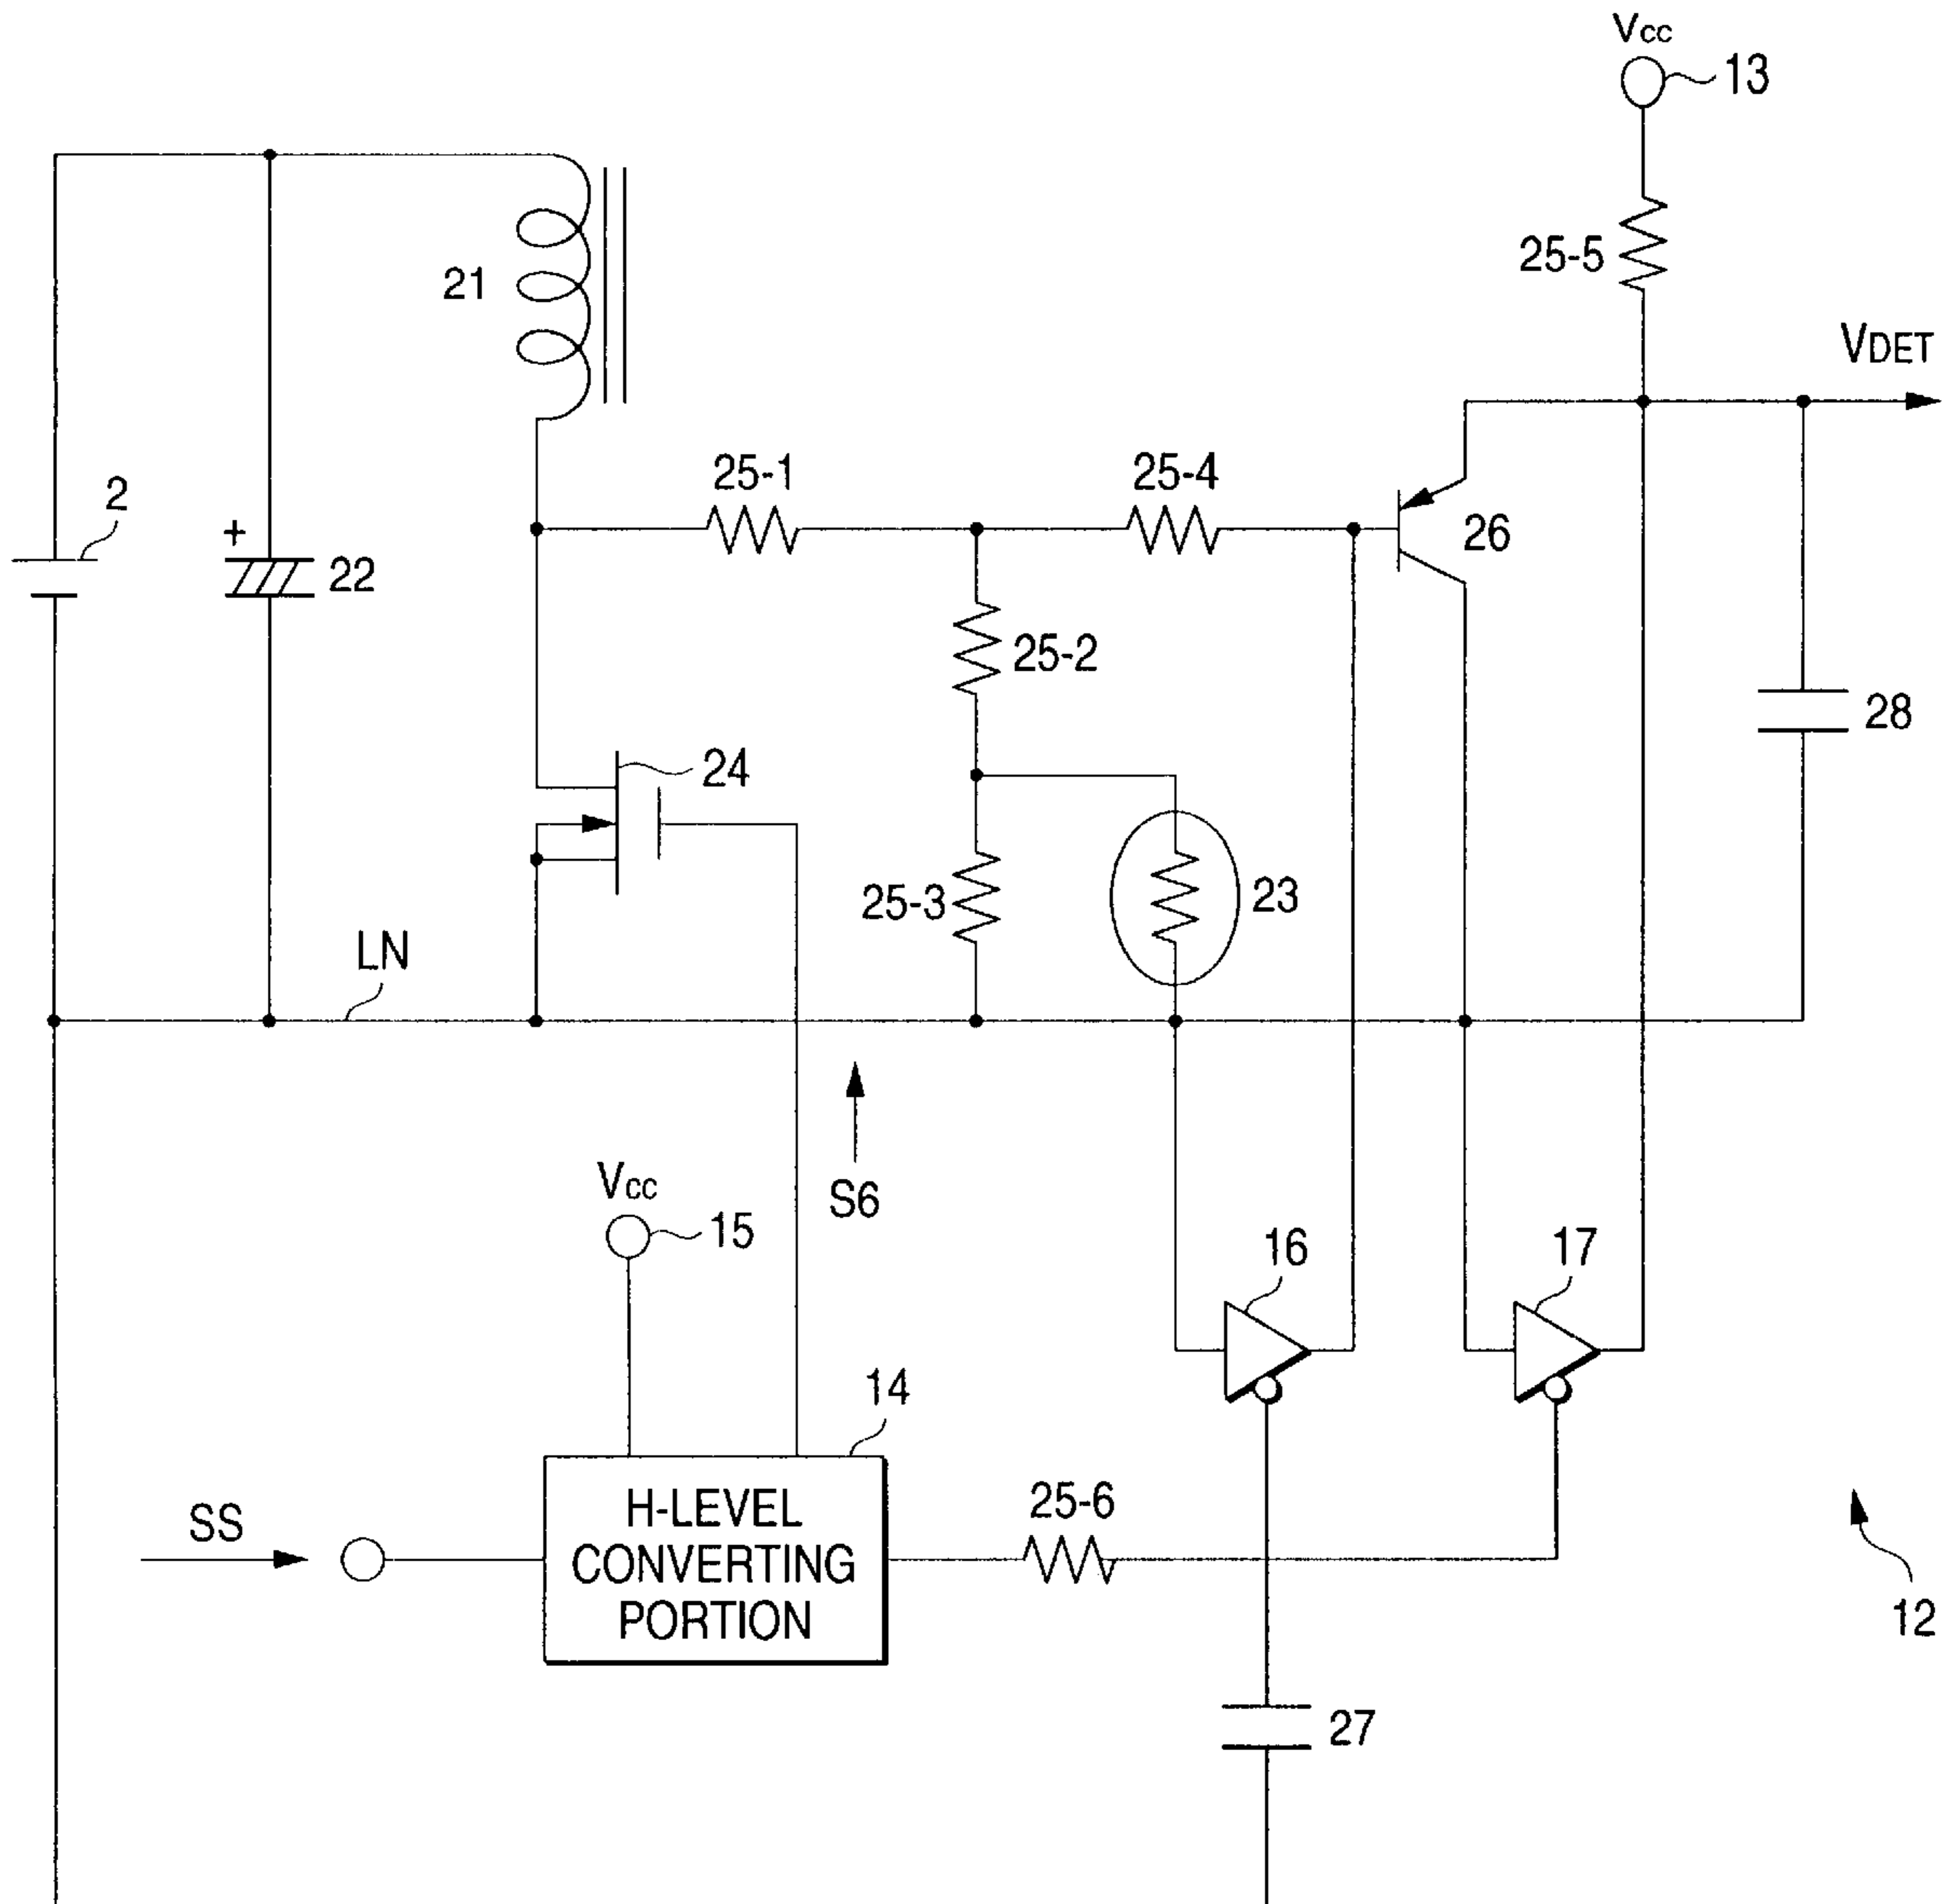 Vcc
13
25-5
21
VDET
2
25-1
25-4
+
22
26
25-2
28
24
25-3
23
LN
S6
Vcc
15
16
17
14
SS
H-LEVEL
CONVERTING
PORTION
25-6
12
27